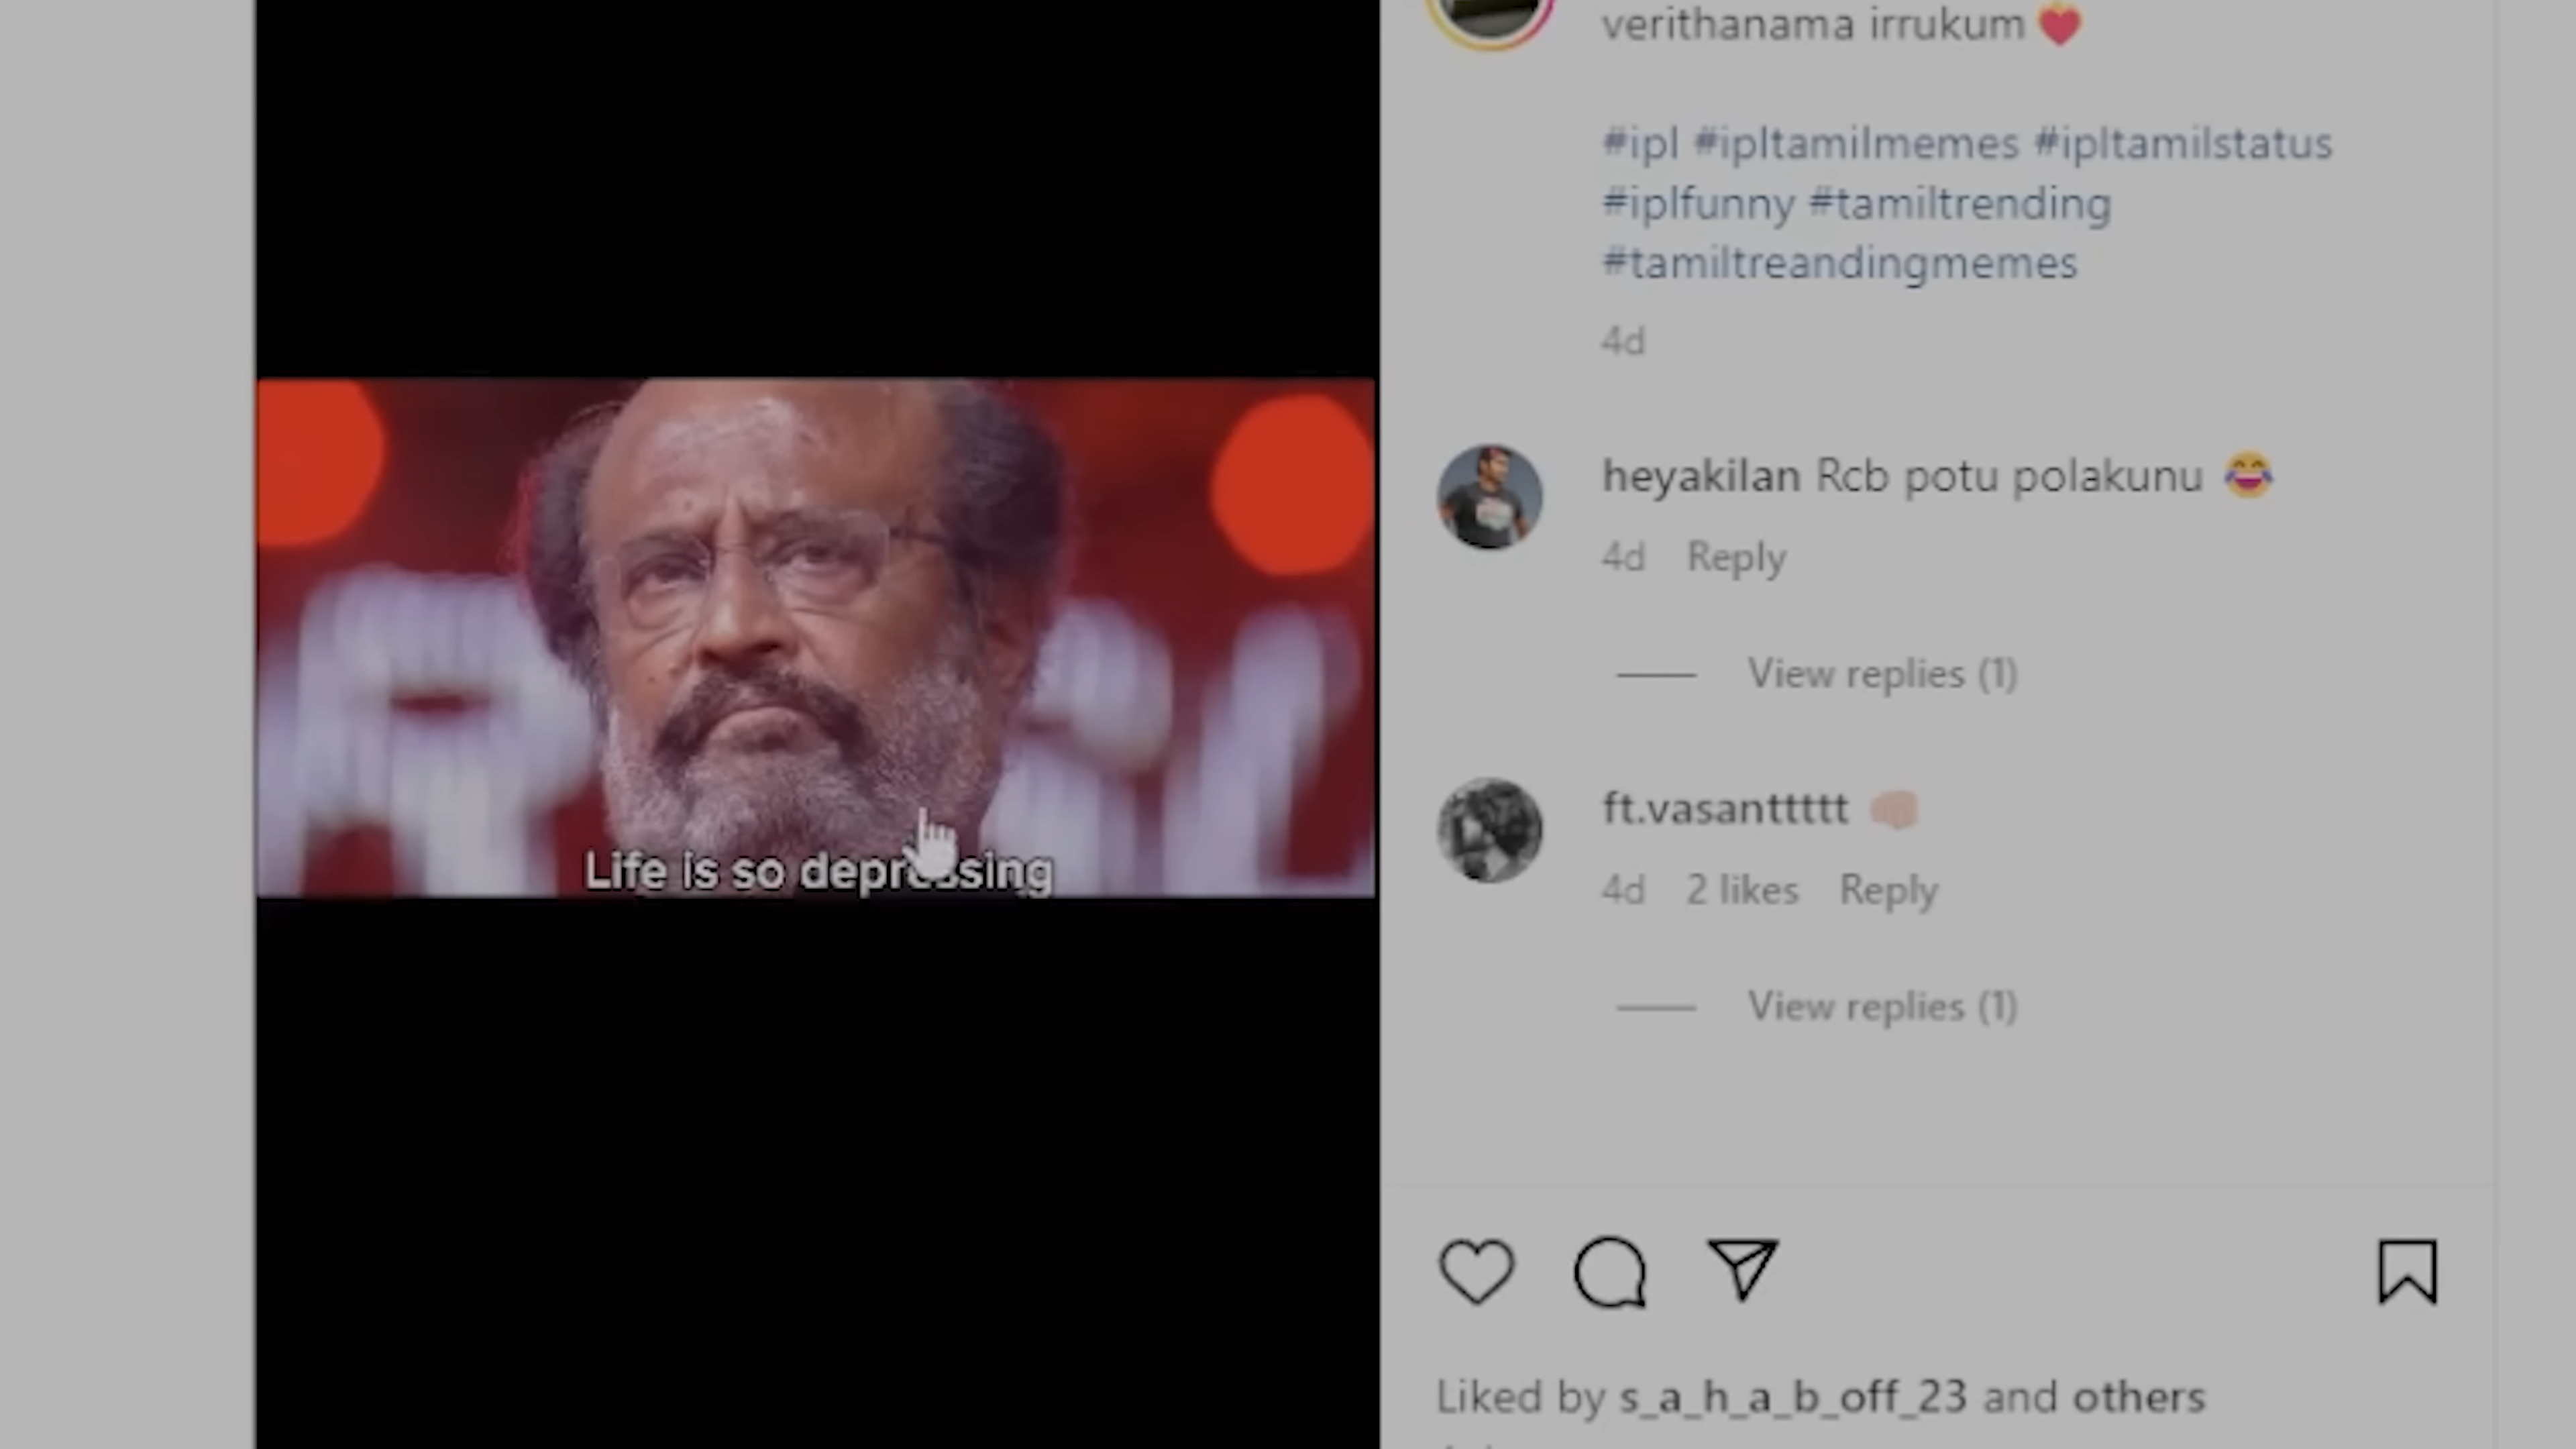 verithanama irrukum ❤️
#ipl #ipltamilmemes #ipltamilstatus
#iplfunny #tamiltrending
#tamiltreandingmemes
4d
heyakilan Rcb potu polakunu 😂
4d Reply
View replies (1)
ft.vasanttttt 👊🏻
4d 2 likes Reply
View replies (1)
Life is so depressing
Liked by s_a_h_a_b_off_23 and others